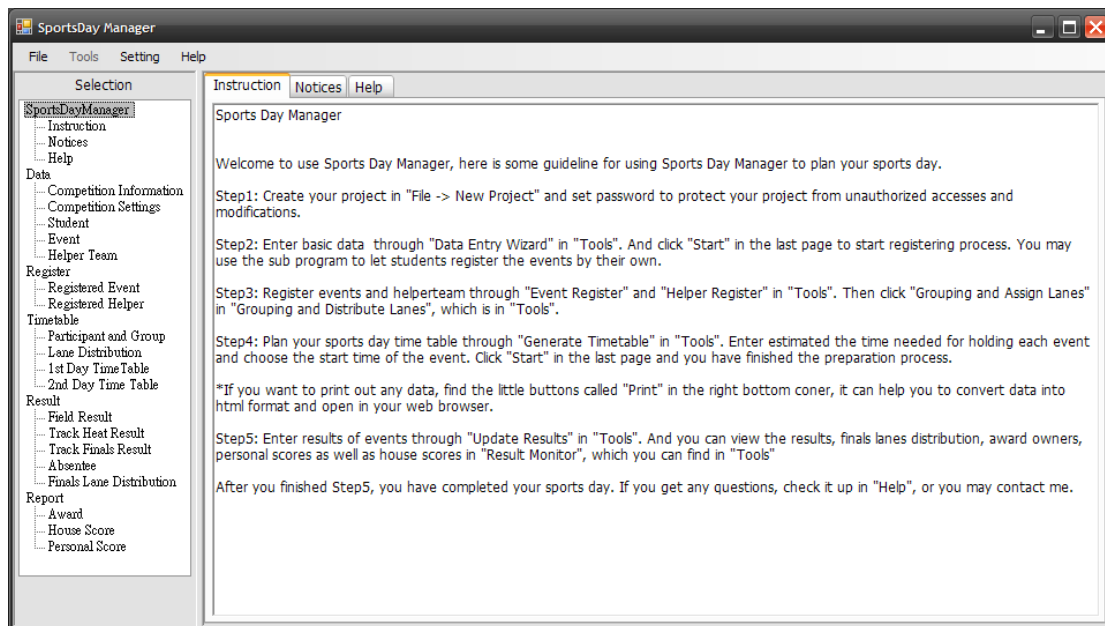 SportsDay Manager
File Tools Setting Help
Selection
SportsDayManager
Instruction
Notices
Help
Data
Competition Information
Competition Settings
Student
Event
Helper Team
Register
Registered Event
Registered Helper
Timetable
Participant and Group
Lane Distribution
1st Day TimeTable
2nd Day Time Table
Result
Field Result
Track Heat Result
Track Finals Result
Absentee
Finals Lane Distribution
Report
Award
House Score
Personal Score
Instruction Notices Help
Sports Day Manager
Welcome to use Sports Day Manager, here is some guideline for using Sports Day Manager to plan your sports day.
Step1: Create your project in "File -> New Project" and set password to protect your project from unauthorized accesses and
modifications.
Step2: Enter basic data  through "Data Entry Wizard" in "Tools". And click "Start" in the last page to start registering process. You may
use the sub program to let students register the events by their own.
Step3: Register events and helperteam through "Event Register" and "Helper Register" in "Tools". Then click "Grouping and Assign Lanes"
in "Grouping and Distribute Lanes", which is in "Tools".
Step4: Plan your sports day time table through "Generate Timetable" in "Tools". Enter estimated the time needed for holding each event
and choose the start time of the event. Click "Start" in the last page and you have finished the preparation process.
*If you want to print out any data, find the little buttons called "Print" in the right bottom coner, it can help you to convert data into
html format and open in your web browser.
Step5: Enter results of events through "Update Results" in "Tools". And you can view the results, finals lanes distribution, award owners,
personal scores as well as house scores in "Result Monitor", which you can find in "Tools"
After you finished Step5, you have completed your sports day. If you get any questions, check it up in "Help", or you may contact me.